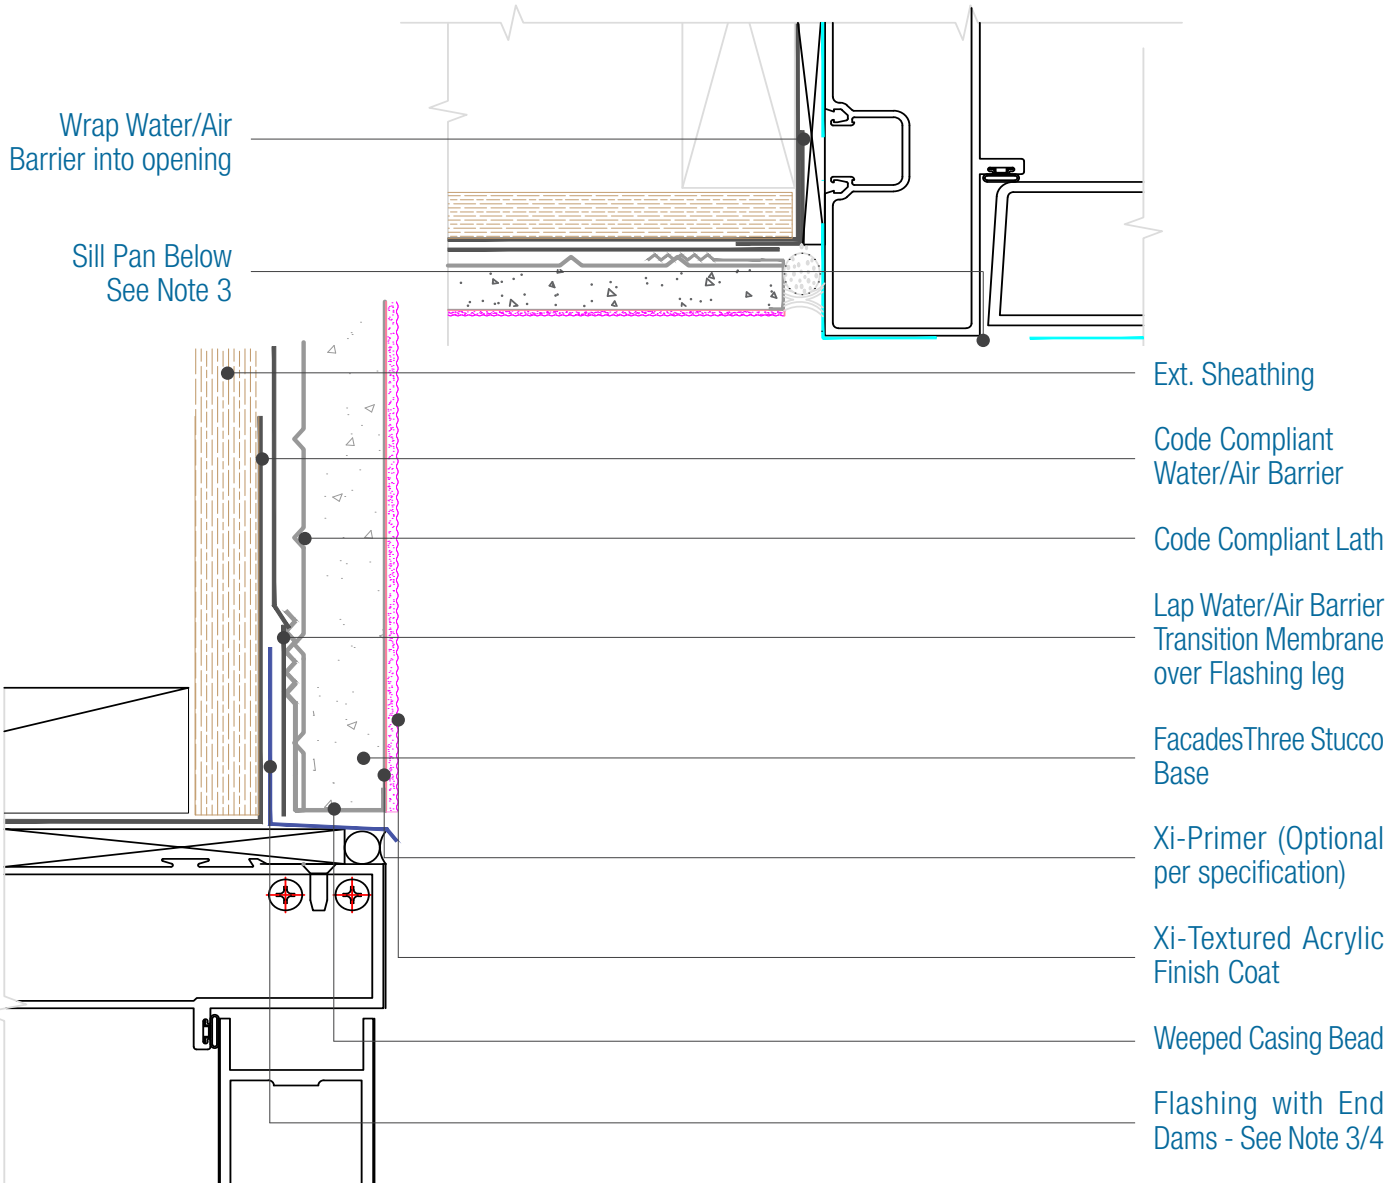 Wrap Water/Air
Barrier into opening
Sill Pan Below
See Note 3
Ext. Sheathing
Code Compliant
Water/Air Barrier
Code Compliant Lath
Lap Water/Air Barrier
Transition Membrane
over Flashing leg
FacadesThree Stucco
Base
Xi-Primer (Optional
per specification)
Xi-Textured Acrylic
Finish Coat
Weeped Casing Bead
Flashing with End
Dams - See Note 3/4